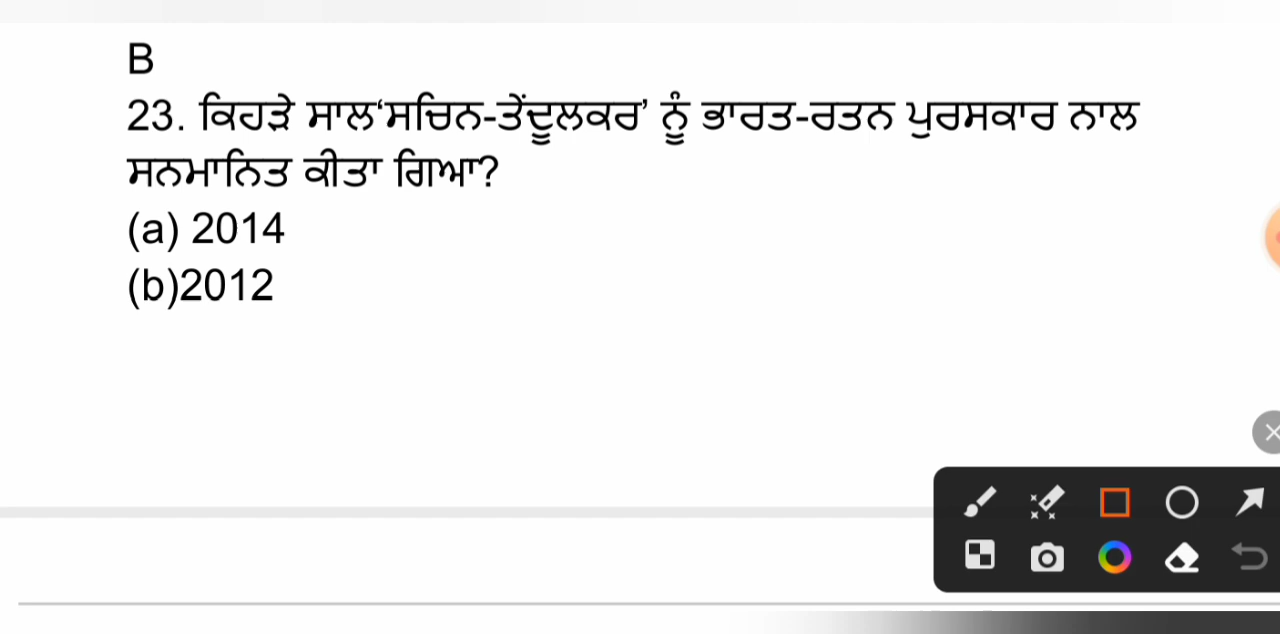 B
23. ਕਿਹੜੇ ਸਾਲ‘ਸਚਿਨ-ਤੇਂਦੂਲਕਰ’ ਨੂੰ ਭਾਰਤ-ਰਤਨ ਪੁਰਸਕਾਰ ਨਾਲ
ਸਨਮਾਨਿਤ ਕੀਤਾ ਗਿਆ?
(a) 2014
(b)2012